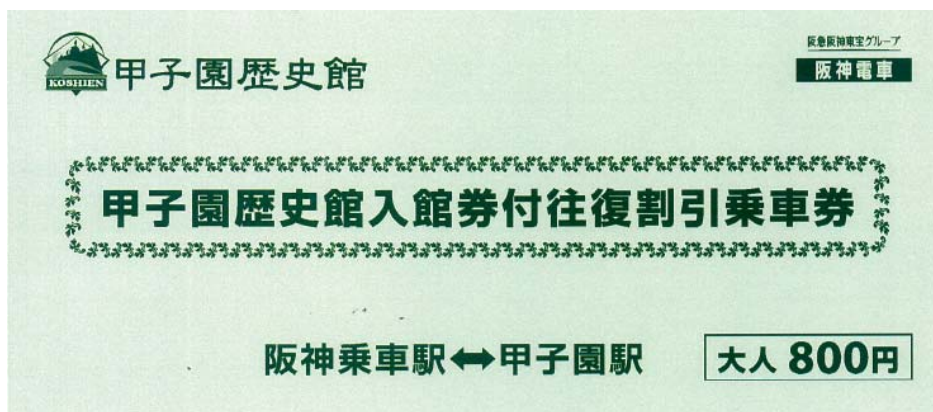 KOSHIEN
甲子園歴史館
阪急阪神東宝グループ
阪神電車
甲子園歴史館入館券付往復割引乗車券
阪神乗車駅⬌甲子園駅
大人 800円